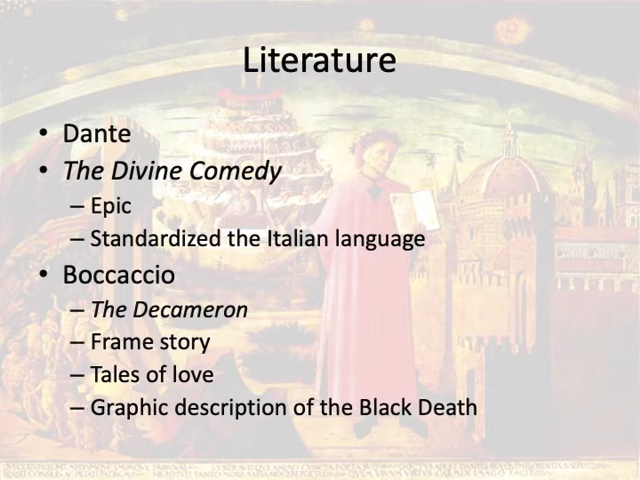 Literature
• Dante
• The Divine Comedy
– Epic
– Standardized the Italian language
• Boccaccio
– The Decameron
– Frame story
– Tales of love
– Graphic description of the Black Death